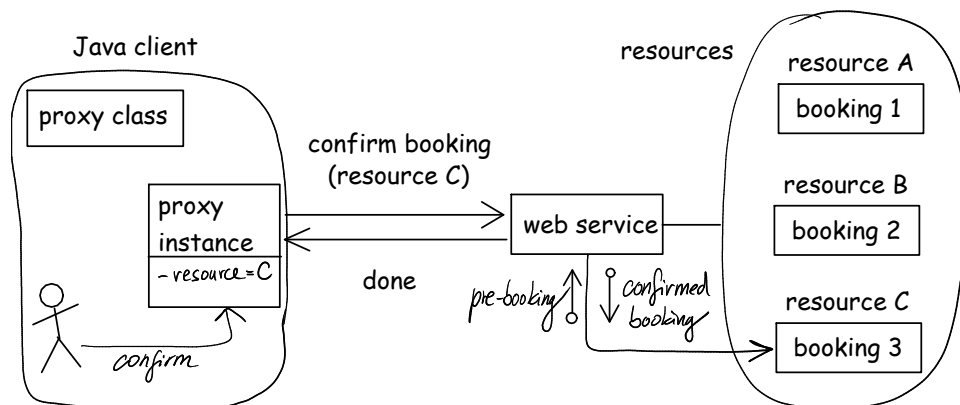 Java client
proxy class
proxy
instance
- resource=C
confirm
confirm booking
(resource C)
done
web service
pre-booking
confirmed
booking
resources
resource A
booking 1
resource B
booking 2
resource C
booking 3